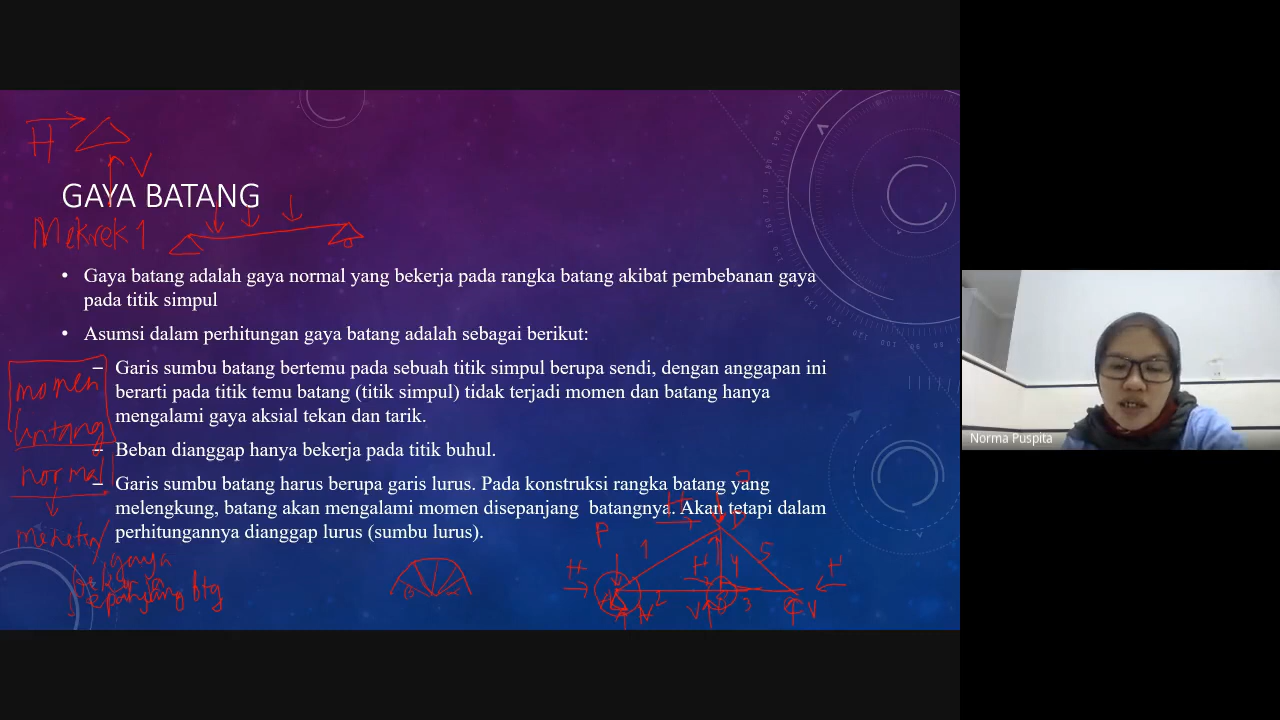 H
V
GAYA BATANG
Mekrek 1
• Gaya batang adalah gaya normal yang bekerja pada rangka batang akibat pembebanan gaya
pada titik simpul
• Asumsi dalam perhitungan gaya batang adalah sebagai berikut:
– Garis sumbu batang bertemu pada sebuah titik simpul berupa sendi, dengan anggapan ini
berarti pada titik temu batang (titik simpul) tidak terjadi momen dan batang hanya
mengalami gaya aksial tekan dan tarik.
momen
lintang
– Beban dianggap hanya bekerja pada titik buhul.
normal
– Garis sumbu batang harus berupa garis lurus. Pada konstruksi rangka batang yang
melengkung, batang akan mengalami momen disepanjang batangnya. Akan tetapi dalam
perhitungannya dianggap lurus (sumbu lurus).
gaya
sepanjang btg
P
H
D
1
4
5
H
H
H
A
V
2
V
3
C
V
Norma Puspita